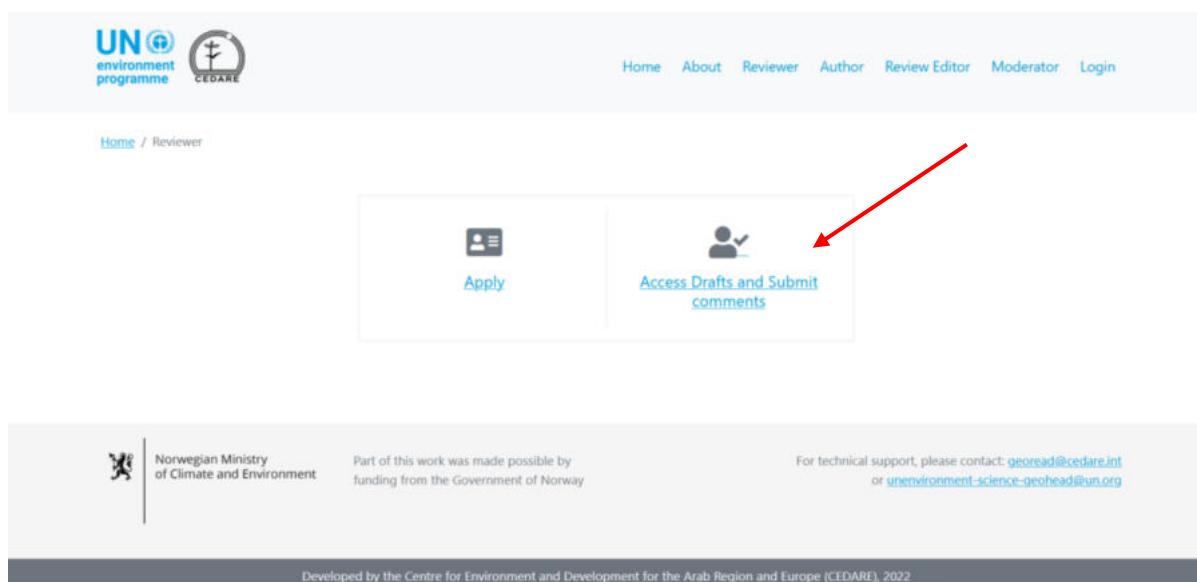 UN
environment
programme
CEDARE
Home About Reviewer Author Review Editor Moderator Login
Home / Reviewer
Apply
Access Drafts and Submit
comments
Norwegian Ministry
of Climate and Environment
Part of this work was made possible by
funding from the Government of Norway
For technical support, please contact: georead@cedare.int
or unenvironment-science-geohead@un.org
Developed by the Centre for Environment and Development for the Arab Region and Europe (CEDARE), 2022